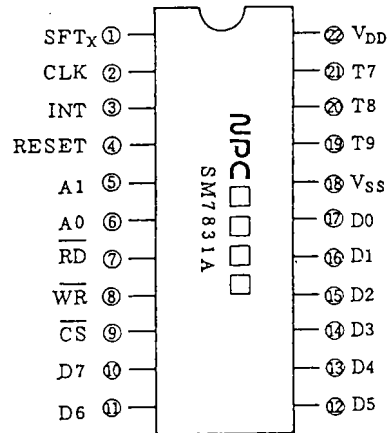 SFTX ① ㉒ VDD
CLK ② ㉑ T7
INT ③ ⑳ T8
RESET ④ ⑲ T9
A1 ⑤ ⑱ VSS
A0 ⑥ ⑰ D0
RD ⑦ ⑯ D1
WR ⑧ ⑮ D2
CS ⑨ ⑭ D3
D7 ⑩ ⑬ D4
D6 ⑪ ⑫ D5
NPC
SM7831A